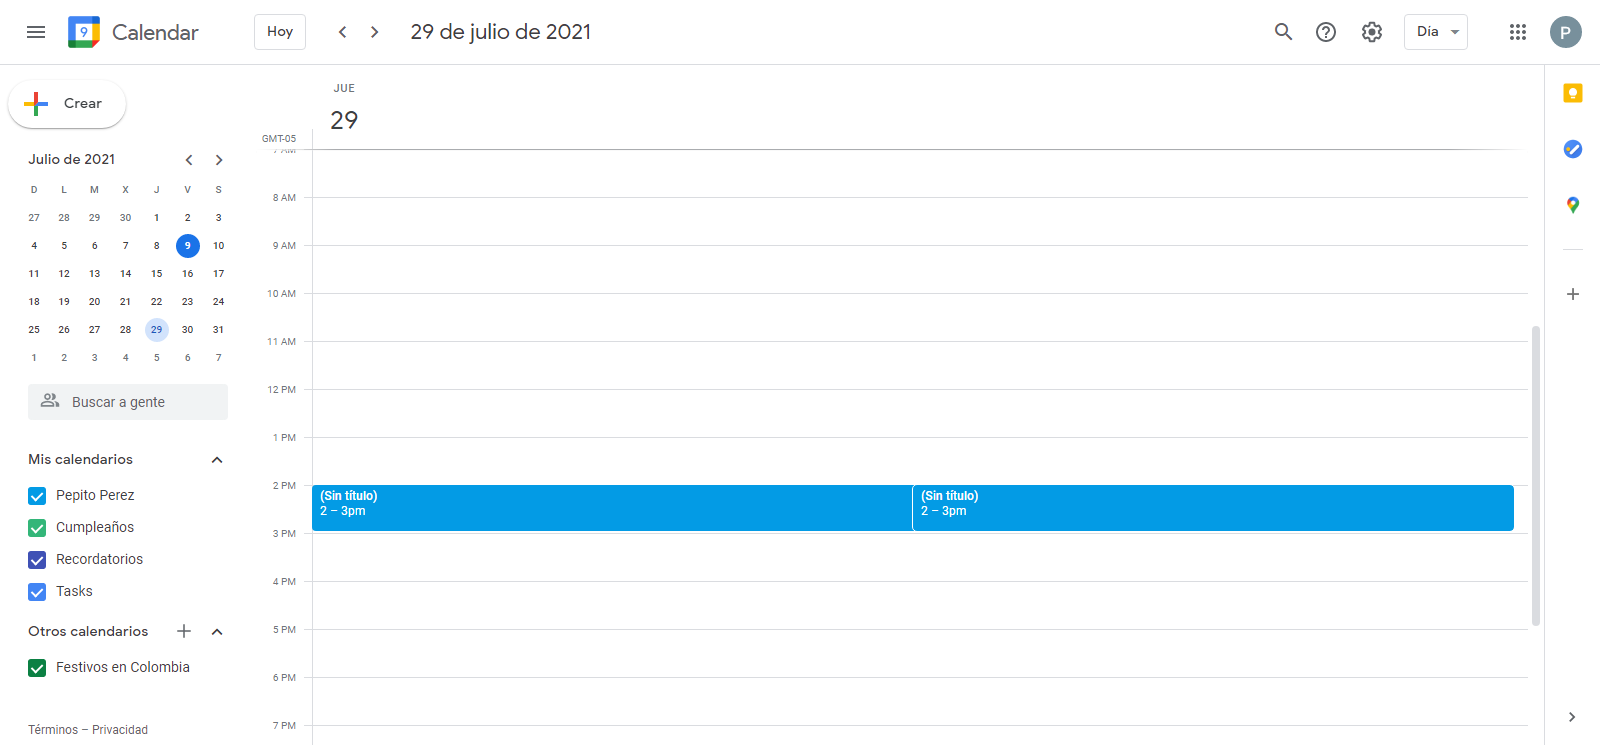 9 Calendar Hoy 29 de julio de 2021 Día P
Crear
Julio de 2021
D L M X J V S
27 28 29 30 1 2 3
4 5 6 7 8 9 10
11 12 13 14 15 16 17
18 19 20 21 22 23 24
25 26 27 28 29 30 31
1 2 3 4 5 6 7
Buscar a gente
Mis calendarios
Pepito Perez
Cumpleaños
Recordatorios
Tasks
Otros calendarios
Festivos en Colombia
Términos – Privacidad
JUE
29
GMT-05
7 AM
8 AM
9 AM
10 AM
11 AM
12 PM
1 PM
2 PM
(Sin título)
2 – 3pm
(Sin título)
2 – 3pm
3 PM
4 PM
5 PM
6 PM
7 PM